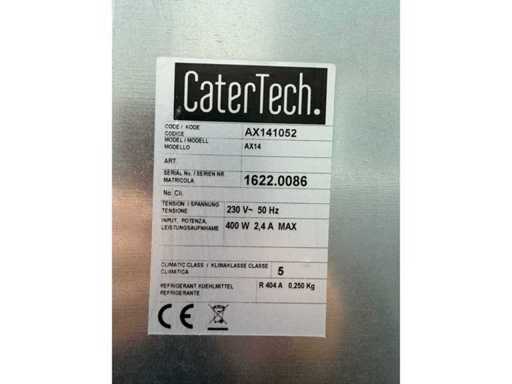 CaterTech.
CODE / KODE
CODICE
AX141052
MODEL / MODELL
MODELLO
AX14
ART.
SERIAL No. / SERIEN NR
MATRICOLA
1622.0086
No. Cli.
TENSION / SPANNUNG
TENSIONE
230 V~ 50 Hz
INPUT, POTENZA,
LEISTUNGSAUFNHAME
400 W 2,4 A MAX
CLIMATIC CLASS / KLIMAKLASSE CLASSE
CLIMATICA
5
REFRIGERANT KUEHLMITTEL
REFRIGERANTE
R 404 A 0,250 Kg
CE